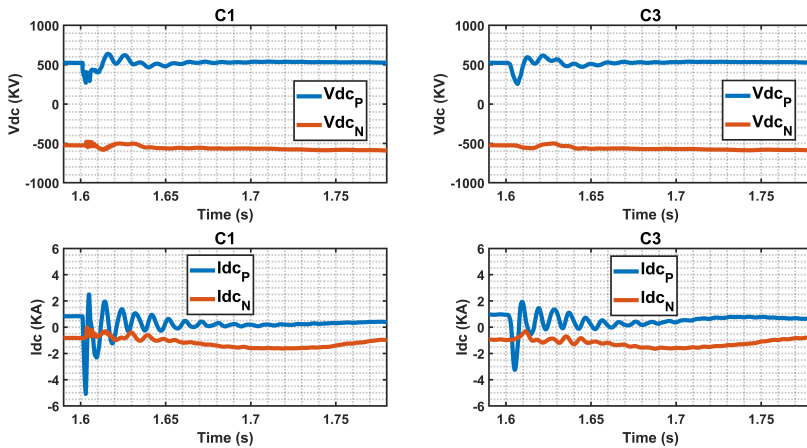 C1
1000
500
0
-500
-1000
Vdc (KV)
Vdc_P
Vdc_N
1.6 1.65 1.7 1.75
Time (s)
C3
1000
500
0
-500
-1000
Vdc (KV)
Vdc_P
Vdc_N
1.6 1.65 1.7 1.75
Time (s)
C1
6
4
2
0
-2
-4
-6
Idc (KA)
Idc_P
Idc_N
1.6 1.65 1.7 1.75
Time (s)
C3
6
4
2
0
-2
-4
-6
Idc (KA)
Idc_P
Idc_N
1.6 1.65 1.7 1.75
Time (s)